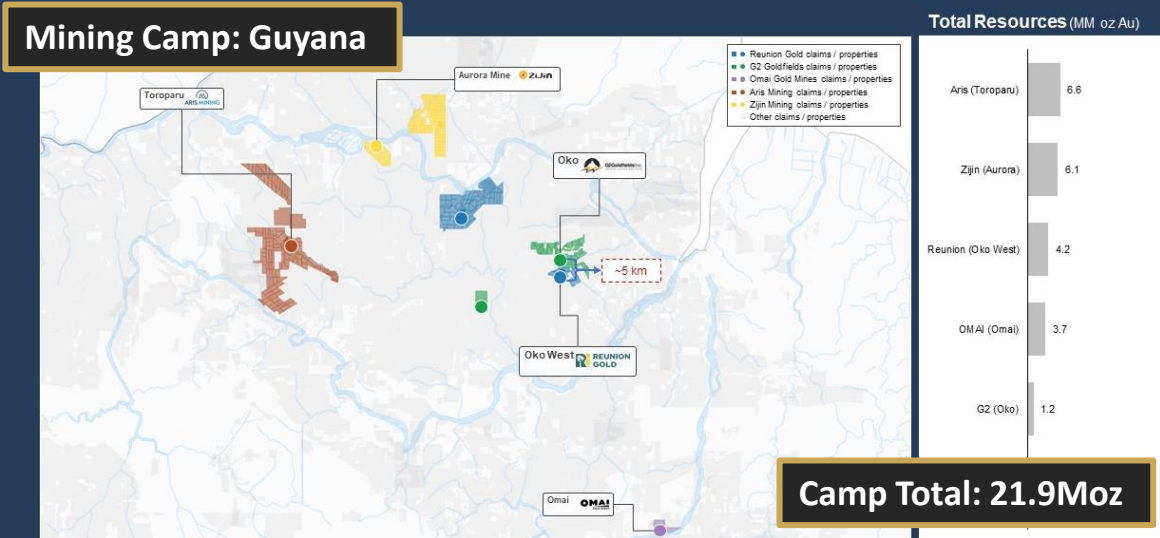 Mining Camp: Guyana
Total Resources (MM oz Au)
Reunion Gold claims / properties
G2 Goldfields claims / properties
Omai Gold Mines claims / properties
Aris Mining claims / properties
Zijin Mining claims / properties
Other claims / properties
Aurora Mine ZIJIN
Toroparu ARIS MINING
Oko G2Goldfields Inc
~5 km
Oko West REUNION
GOLD
Omai OMAI
Aris (Toroparu) 6.6
Zijin (Aurora) 6.1
Reunion (Oko West) 4.2
OMAI (Omai) 3.7
G2 (Oko) 1.2
Camp Total: 21.9Moz